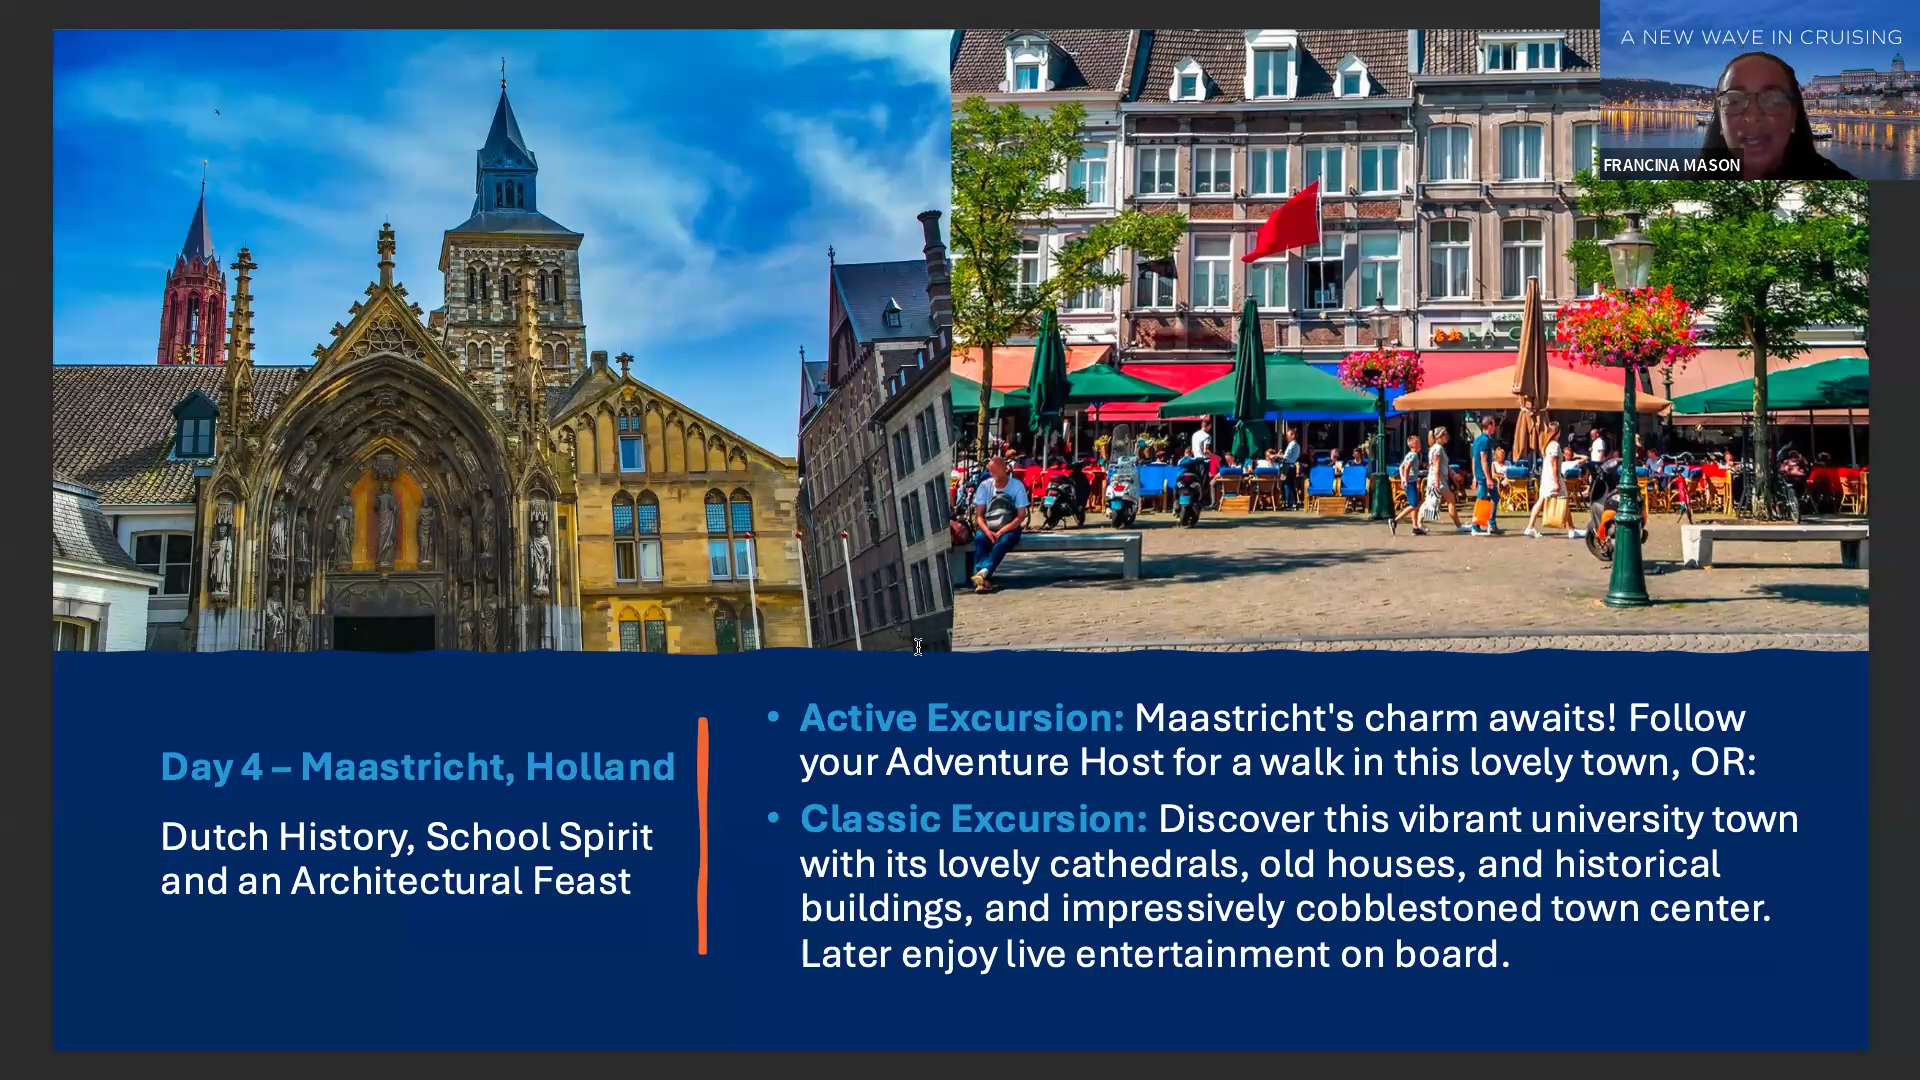 A NEW WAVE IN CRUISING
FRANCINA MASON
Day 4 – Maastricht, Holland
Dutch History, School Spirit
and an Architectural Feast
• Active Excursion: Maastricht's charm awaits! Follow
your Adventure Host for a walk in this lovely town, OR:
• Classic Excursion: Discover this vibrant university town
with its lovely cathedrals, old houses, and historical
buildings, and impressively cobblestoned town center.
Later enjoy live entertainment on board.